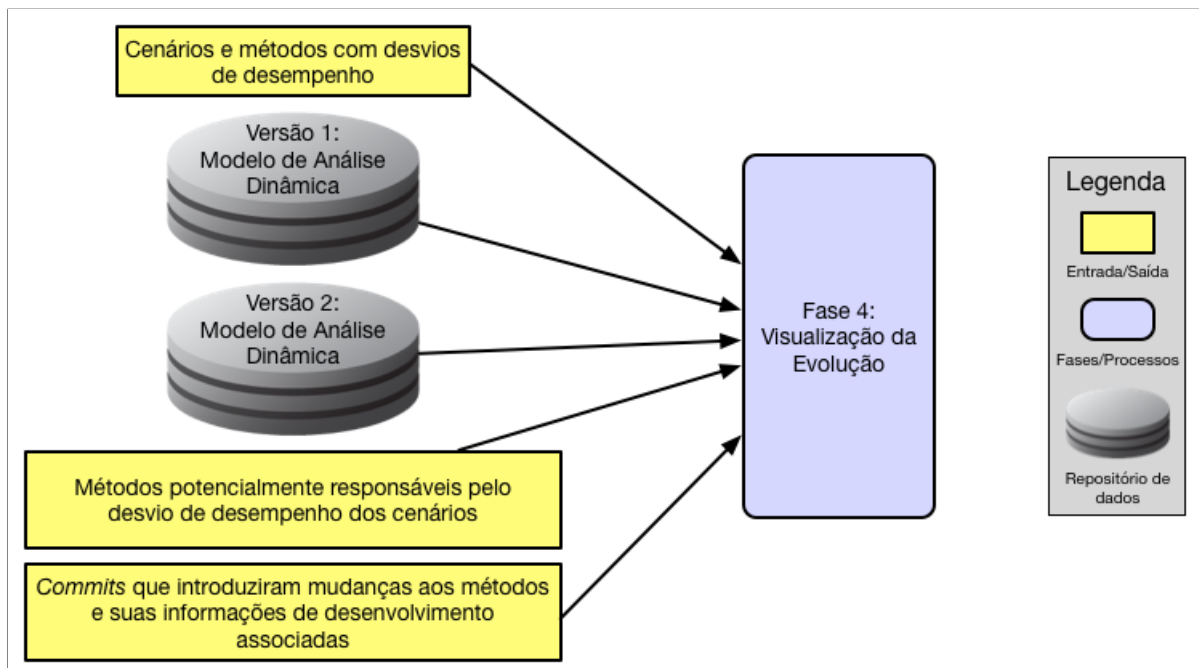 Cenários e métodos com desvios
de desempenho
Versão 1:
Modelo de Análise
Dinâmica
Versão 2:
Modelo de Análise
Dinâmica
Métodos potencialmente responsáveis pelo
desvio de desempenho dos cenários
Commits que introduziram mudanças aos métodos
e suas informações de desenvolvimento
associadas
Fase 4:
Visualização da
Evolução
Legenda
Entrada/Saída
Fases/Processos
Repositório de
dados